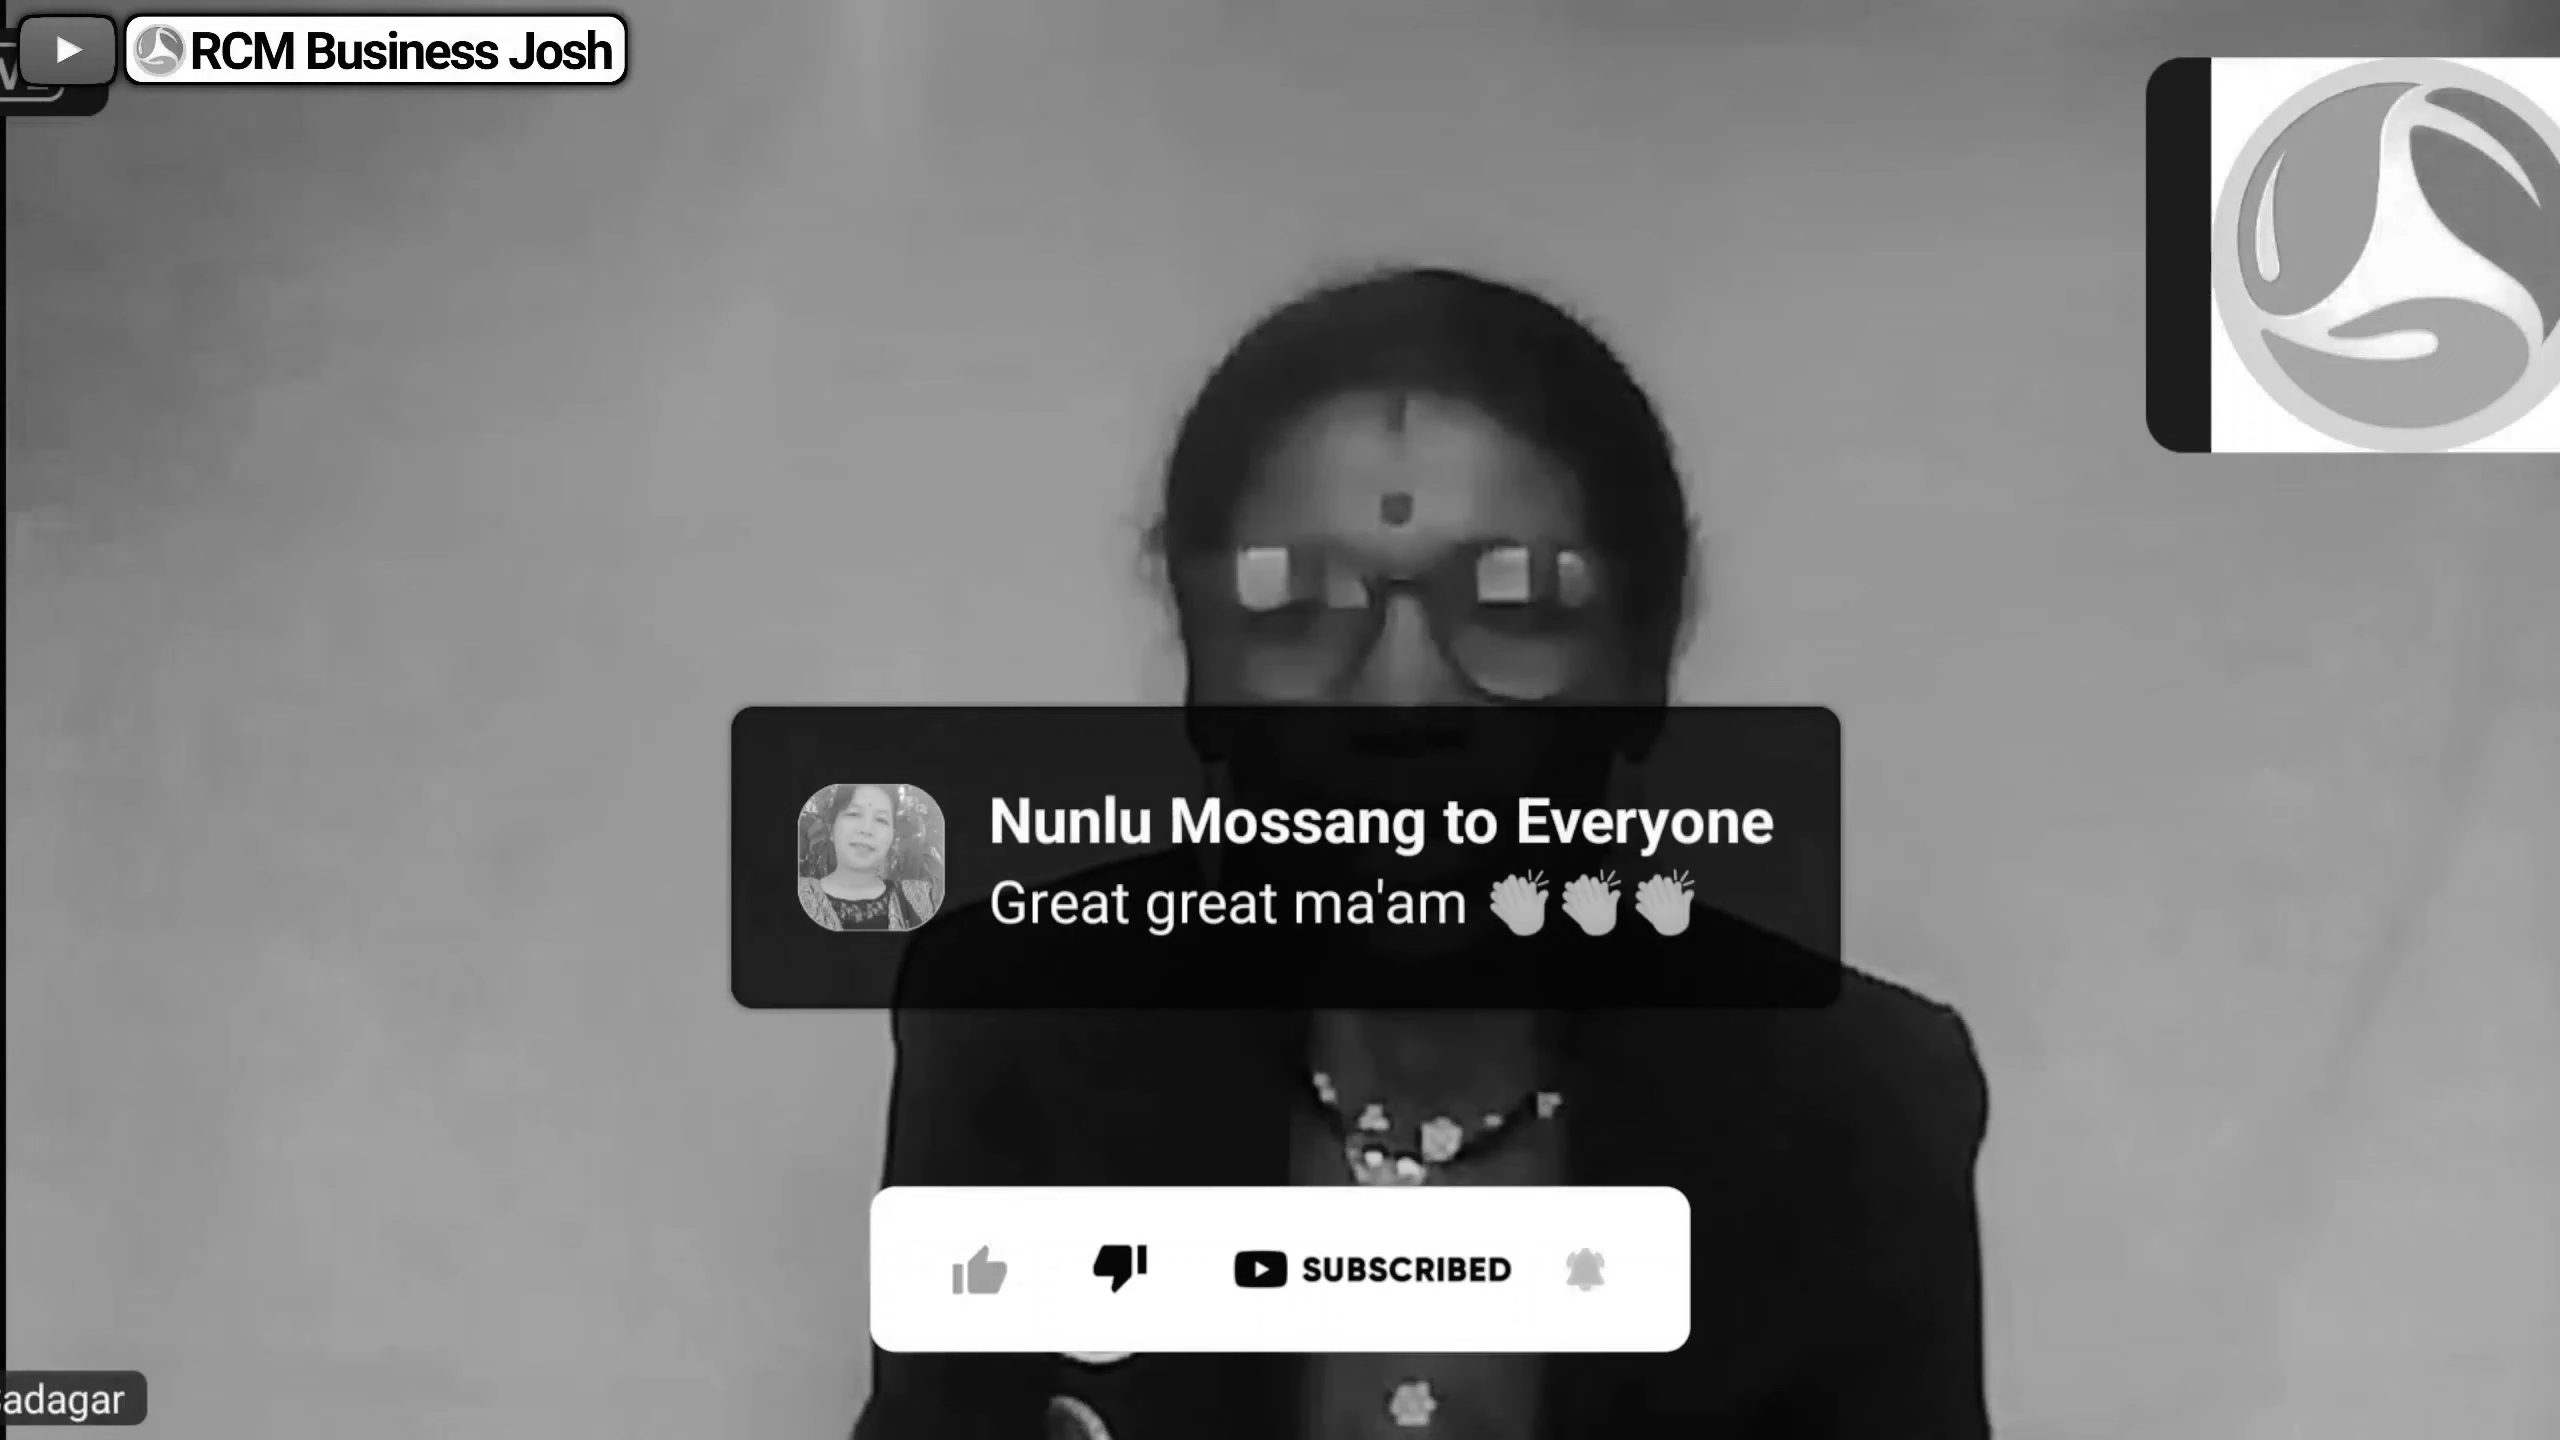 RCM Business Josh
Nunlu Mossang to Everyone
Great great ma'am 👏👏👏
SUBSCRIBED
adagar